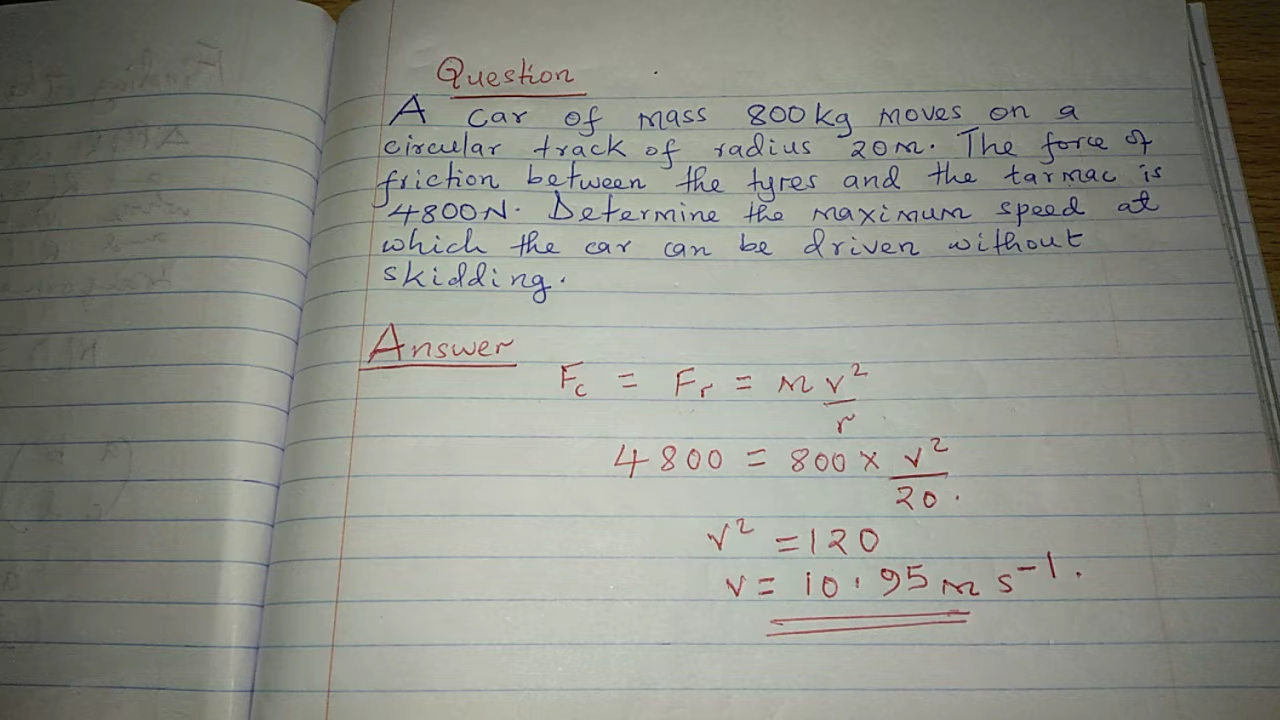 Question
A car of mass 800kg moves on a
circular track of radius 20m. The force of
friction between the tyres and the tarmac is
4800N. Determine the maximum speed at
which the car can be driven without
skidding.
Answer
Fc = Fr = m v²/r
4800 = 800 × v²/20.
v² = 120
v = 10.95 m s⁻¹.